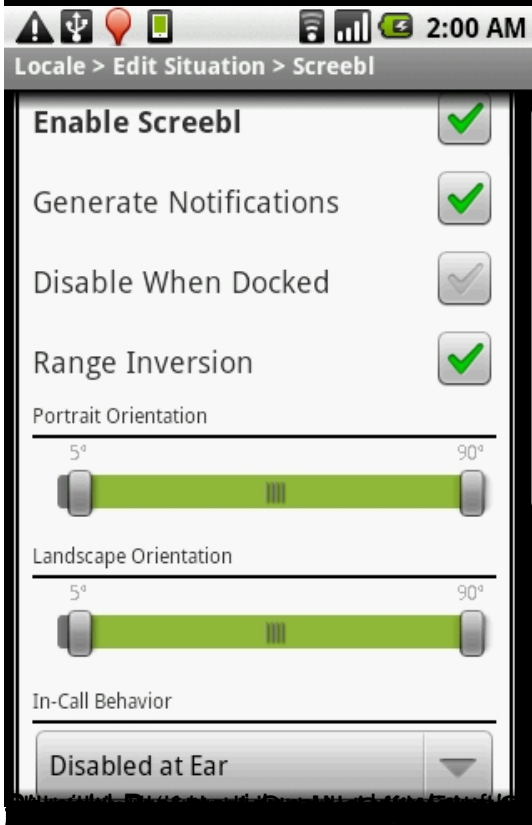 2:00 AM
Locale > Edit Situation > Screebl
Enable Screebl
Generate Notifications
Disable When Docked
Range Inversion
Portrait Orientation
5° 90°
Landscape Orientation
5° 90°
In-Call Behavior
Disabled at Ear